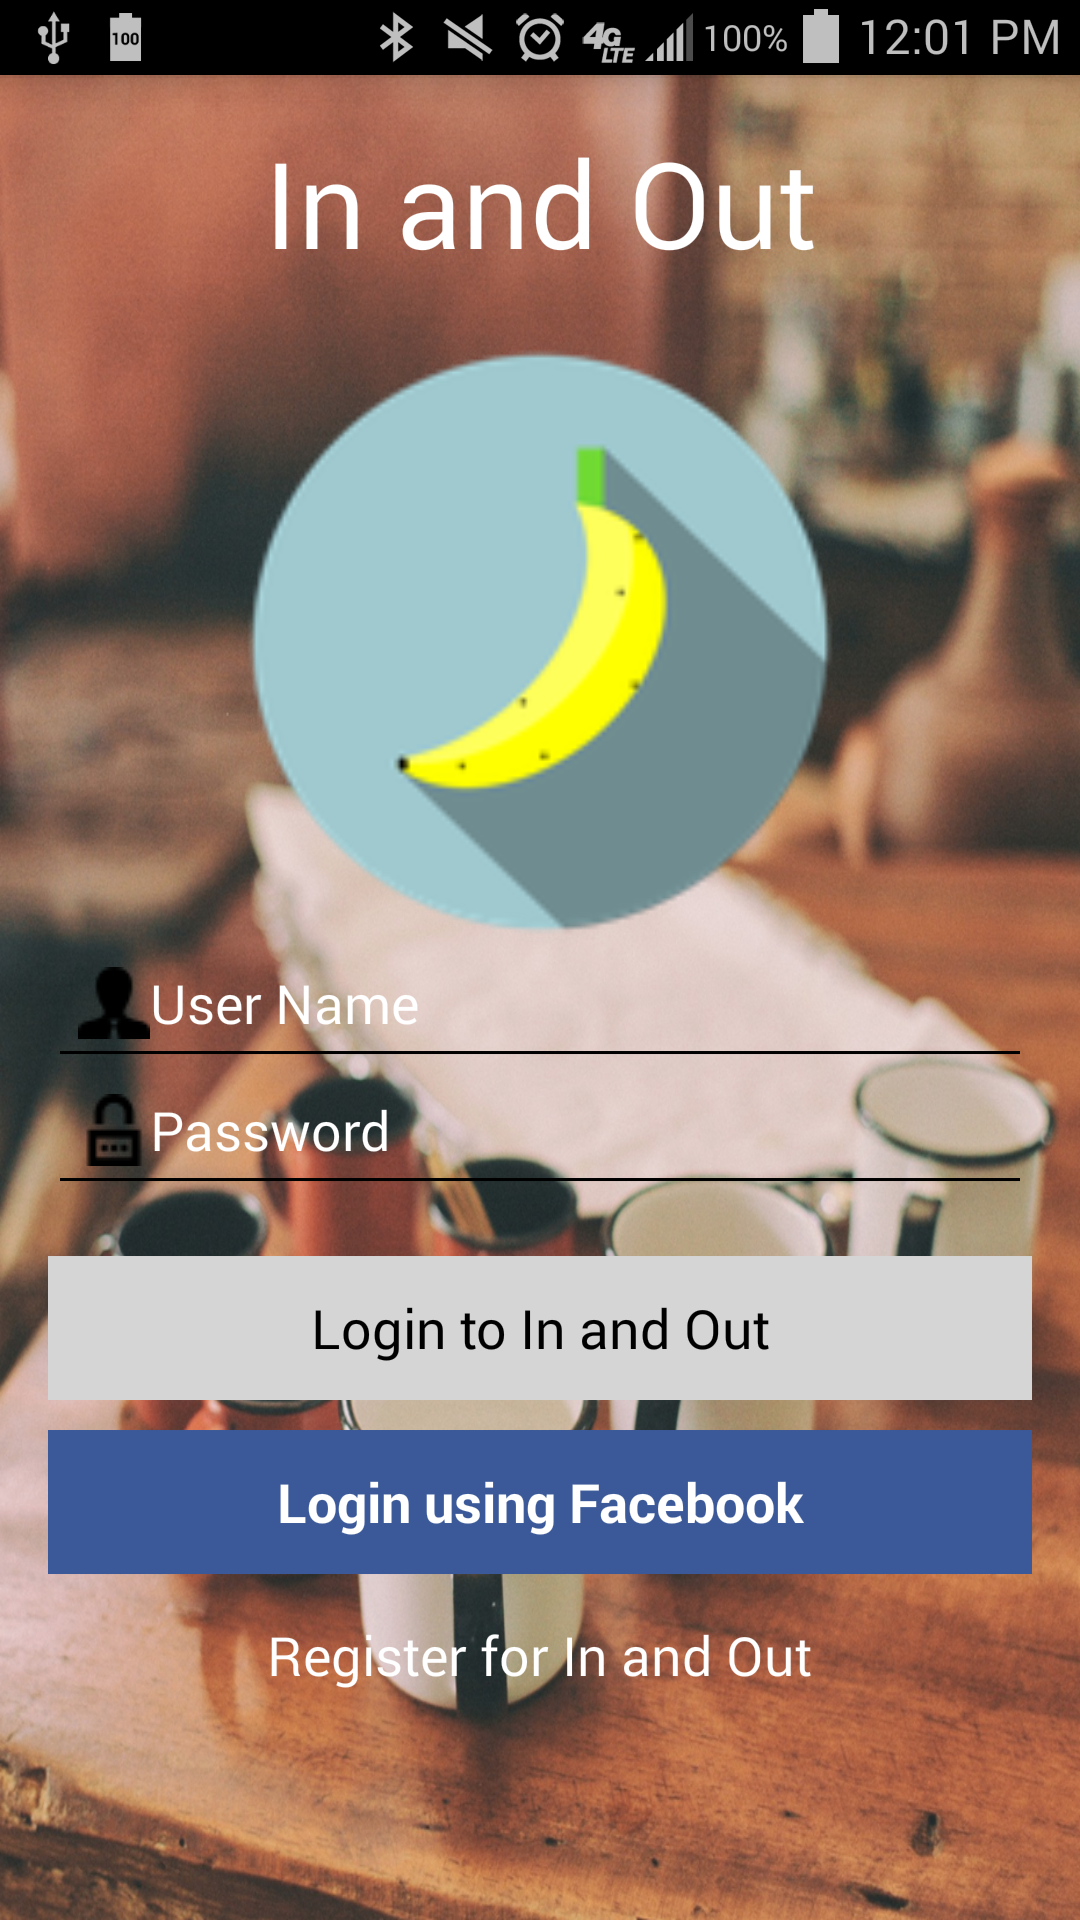 100 4G LTE 100% 12:01 PM
In and Out
User Name
Password
Login to In and Out
Login using Facebook
Register for In and Out